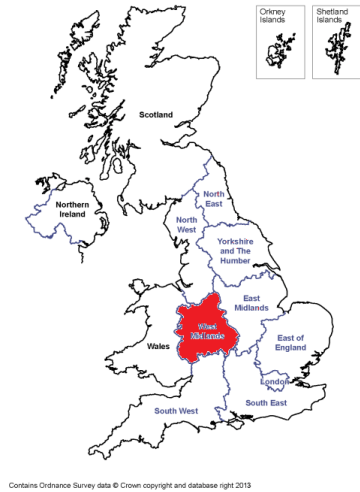 Orkney
Islands
Shetland
Islands
Scotland
Northern
Ireland
North
East
North
West
Yorkshire
and The
Humber
East
Midlands
West
Midlands
Wales
East of
England
London
South East
South West
Contains Ordnance Survey data © Crown copyright and database right 2013